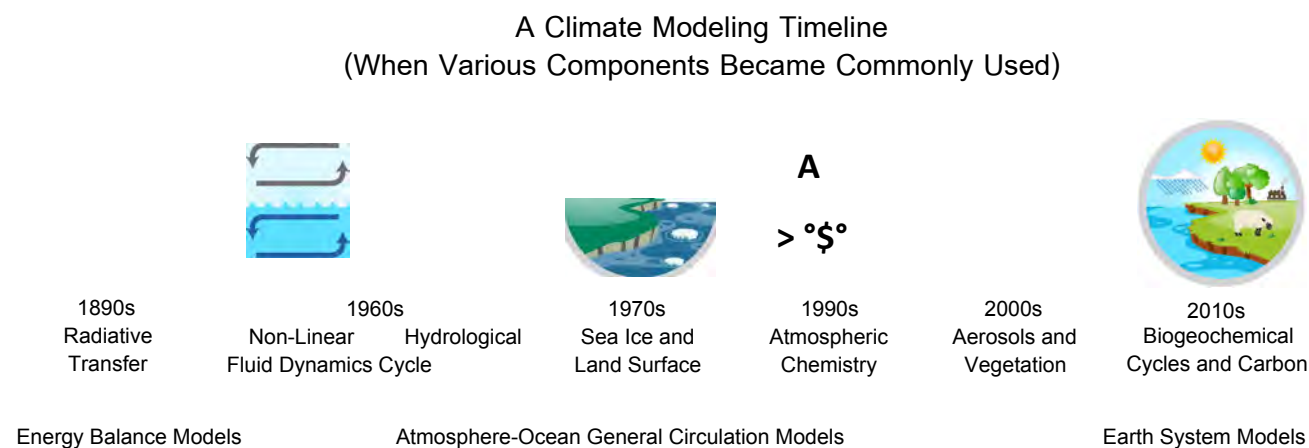 A Climate Modeling Timeline
(When Various Components Became Commonly Used)
A
> °$°
1890s
Radiative
Transfer
1960s
Non-Linear Hydrological
Fluid Dynamics Cycle
1970s
Sea Ice and
Land Surface
1990s
Atmospheric
Chemistry
2000s
Aerosols and
Vegetation
2010s
Biogeochemical
Cycles and Carbon
Energy Balance Models
Atmosphere-Ocean General Circulation Models
Earth System Models